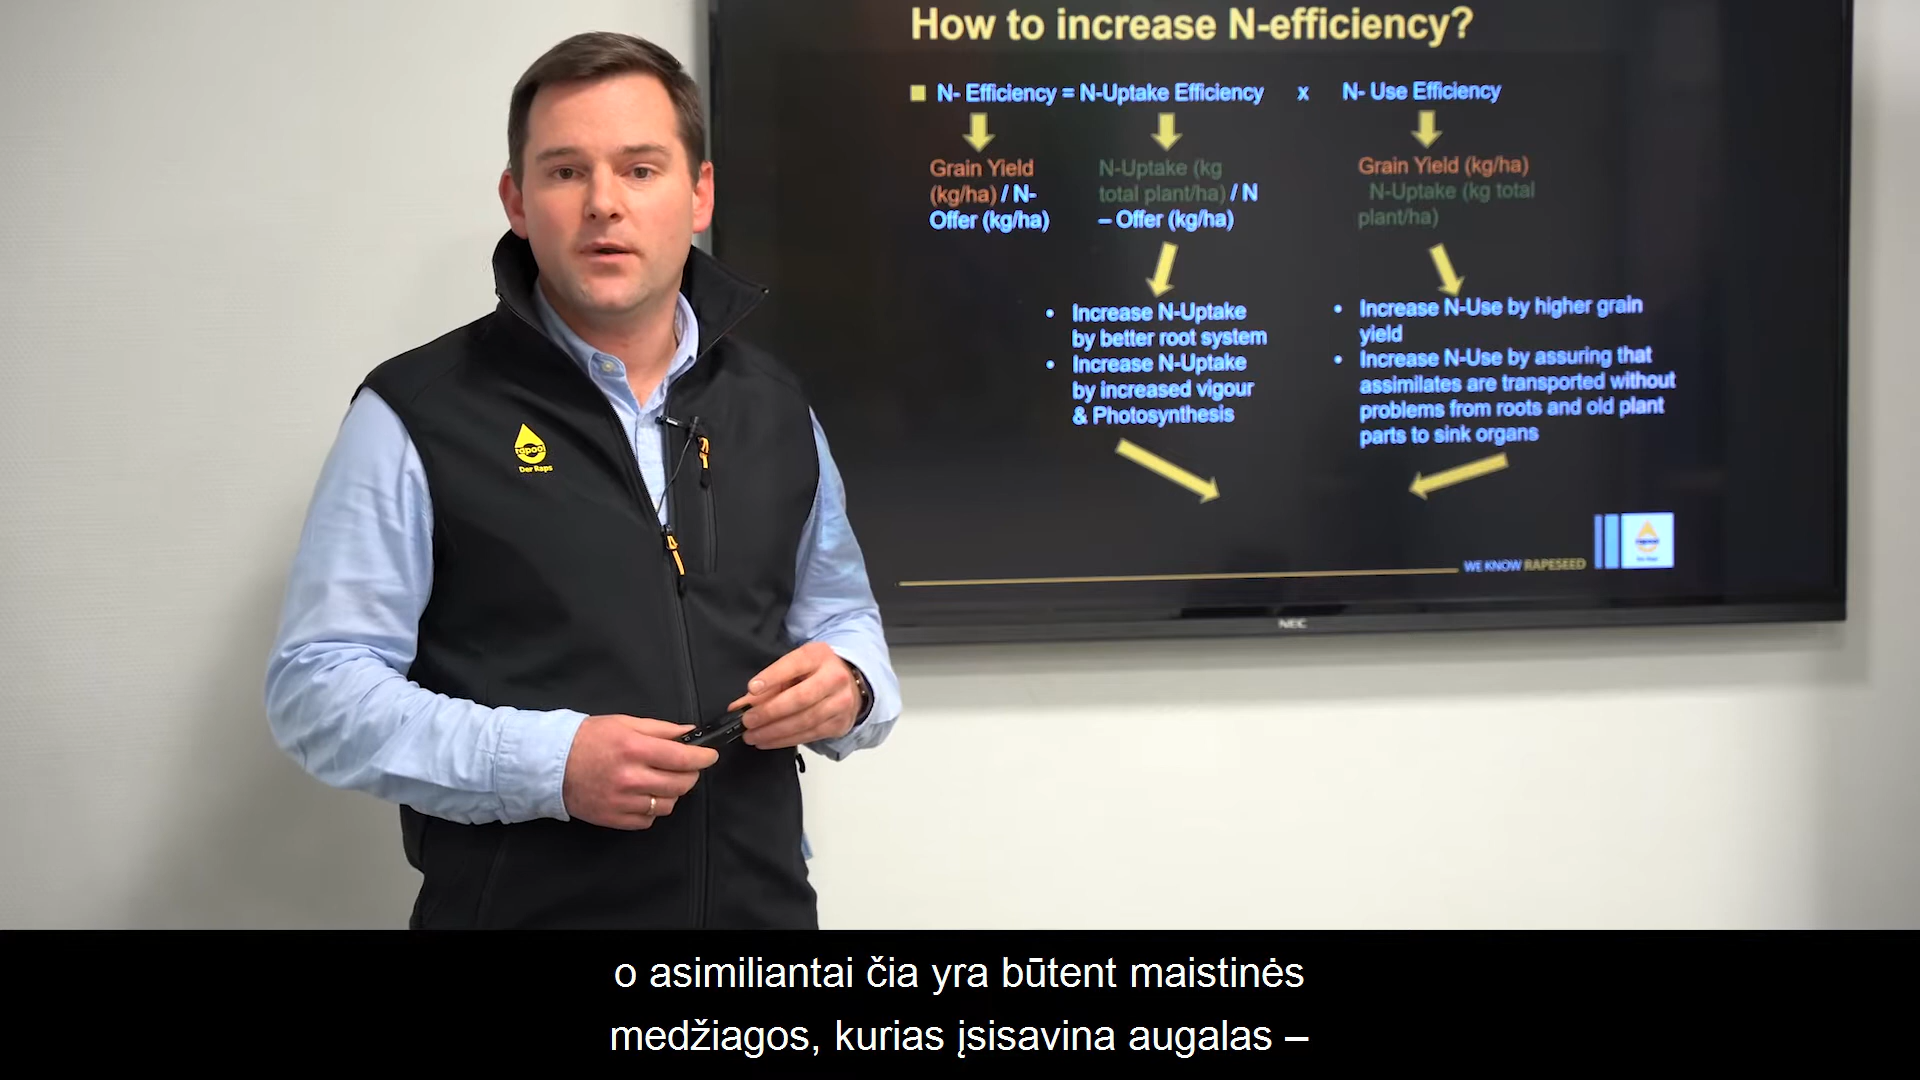 How to increase N-efficiency?
N- Efficiency = N-Uptake Efficiency x N- Use Efficiency
Grain Yield
(kg/ha) / N-
Offer (kg/ha)
N-Uptake (kg
total plant/ha) / N
– Offer (kg/ha)
Grain Yield (kg/ha)
N-Uptake (kg total
plant/ha)
• Increase N-Uptake
by better root system
• Increase N-Uptake
by increased vigour
& Photosynthesis
• Increase N-Use by higher grain
yield
• Increase N-Use by assuring that
assimilates are transported without
problems from roots and old plant
parts to sink organs
WE KNOW RAPESEED
NEC
rapool
Der Raps
o asimiliantai čia yra būtent maistinės
medžiagos, kurias įsisavina augalas –